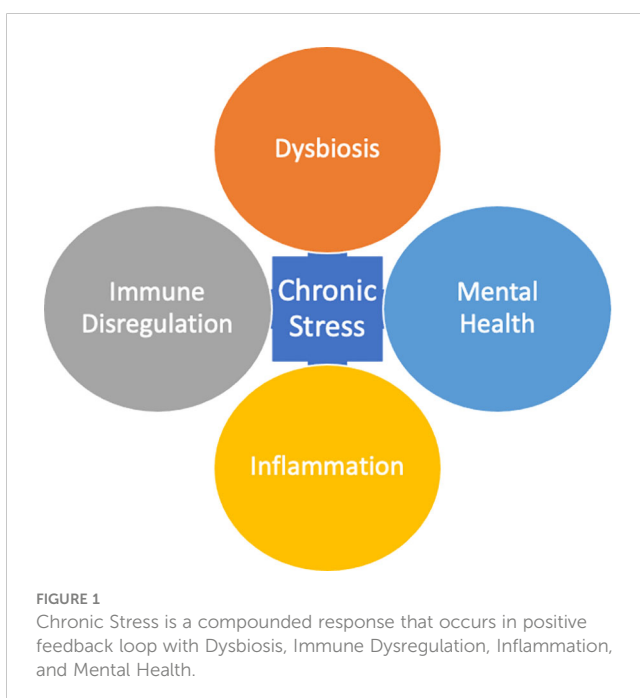 Dysbiosis
Immune
Disregulation
Chronic
Stress
Mental
Health
Inflammation
FIGURE 1
Chronic Stress is a compounded response that occurs in positive
feedback loop with Dysbiosis, Immune Dysregulation, Inflammation,
and Mental Health.